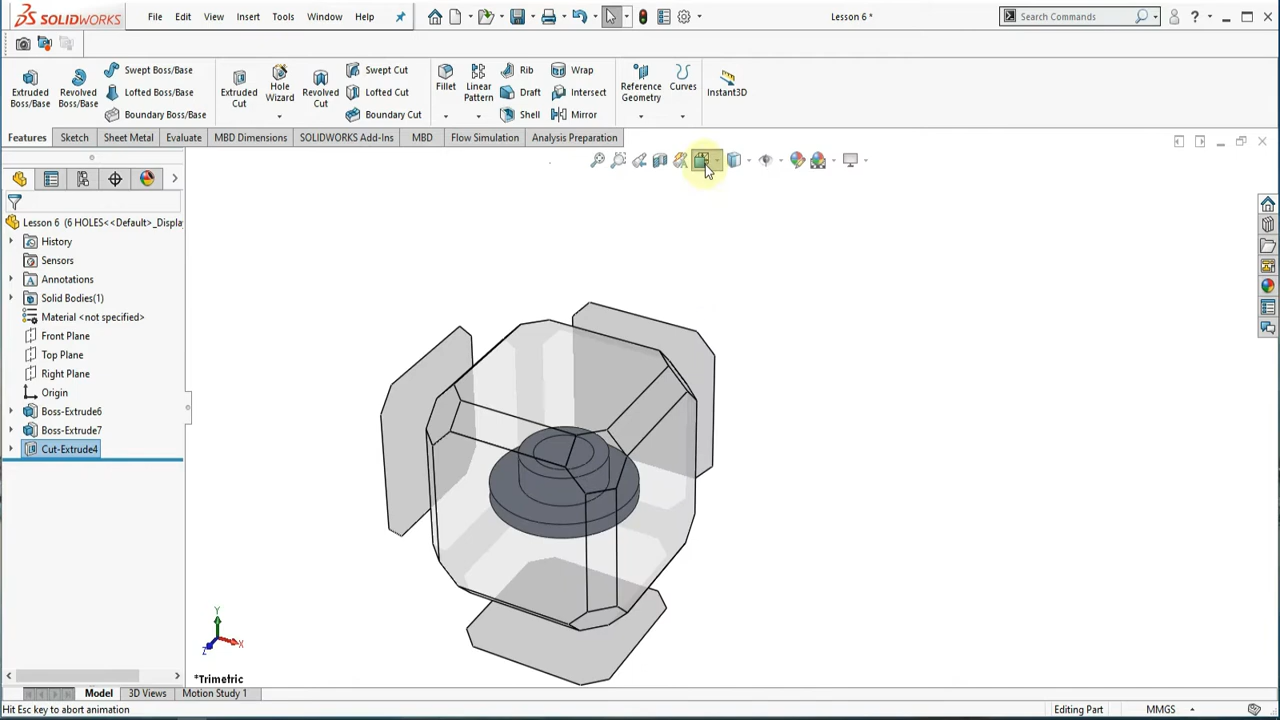 SOLIDWORKS File Edit View Insert Tools Window Help Lesson 6 * Search Commands
Extruded Boss/Base
Revolved Boss/Base
Swept Boss/Base
Lofted Boss/Base
Boundary Boss/Base
Extruded Cut
Hole Wizard
Revolved Cut
Swept Cut
Lofted Cut
Boundary Cut
Fillet
Linear Pattern
Rib
Draft
Shell
Wrap
Intersect
Mirror
Reference Geometry
Curves
Instant3D
Features Sketch Sheet Metal Evaluate MBD Dimensions SOLIDWORKS Add-Ins MBD Flow Simulation Analysis Preparation
Lesson 6 (6 HOLES<<Default>_Displa
History
Sensors
Annotations
Solid Bodies(1)
Material <not specified>
Front Plane
Top Plane
Right Plane
Origin
Boss-Extrude6
Boss-Extrude7
Cut-Extrude4
Y
X
Z
*Trimetric
Model 3D Views Motion Study 1
Hit Esc key to abort animation Editing Part MMGS